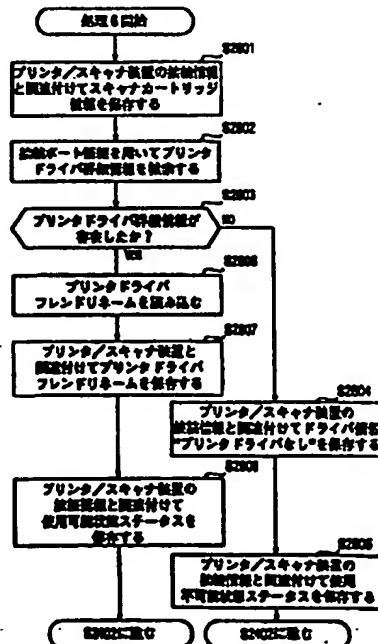 処理6開始
S2801
プリンタ/スキャナ装置の接続情報
と関連付けてスキャナカートリッジ
情報を保存する
S2802
接続ポート情報を用いてプリンタ
ドライバ詳細情報を検索する
S2803
プリンタドライバ詳細情報が
存在したか?
NO
YES
S2806
プリンタドライバ
フレンドリネームを読み込む
S2807
プリンタ/スキャナ装置と
関連付けてプリンタドライバ
フレンドリネームを保存する
S2804
プリンタ/スキャナ装置の
接続情報と関連付けてドライバ情報
"プリンタドライバなし"を保存する
S2808
プリンタ/スキャナ装置の
接続情報と関連付けて
使用可能状態ステータスを
保存する
S2805
プリンタ/スキャナ装置の
接続情報と関連付けて使用
不可能状態ステータスを保存する
S2402に進む
S2402に進む